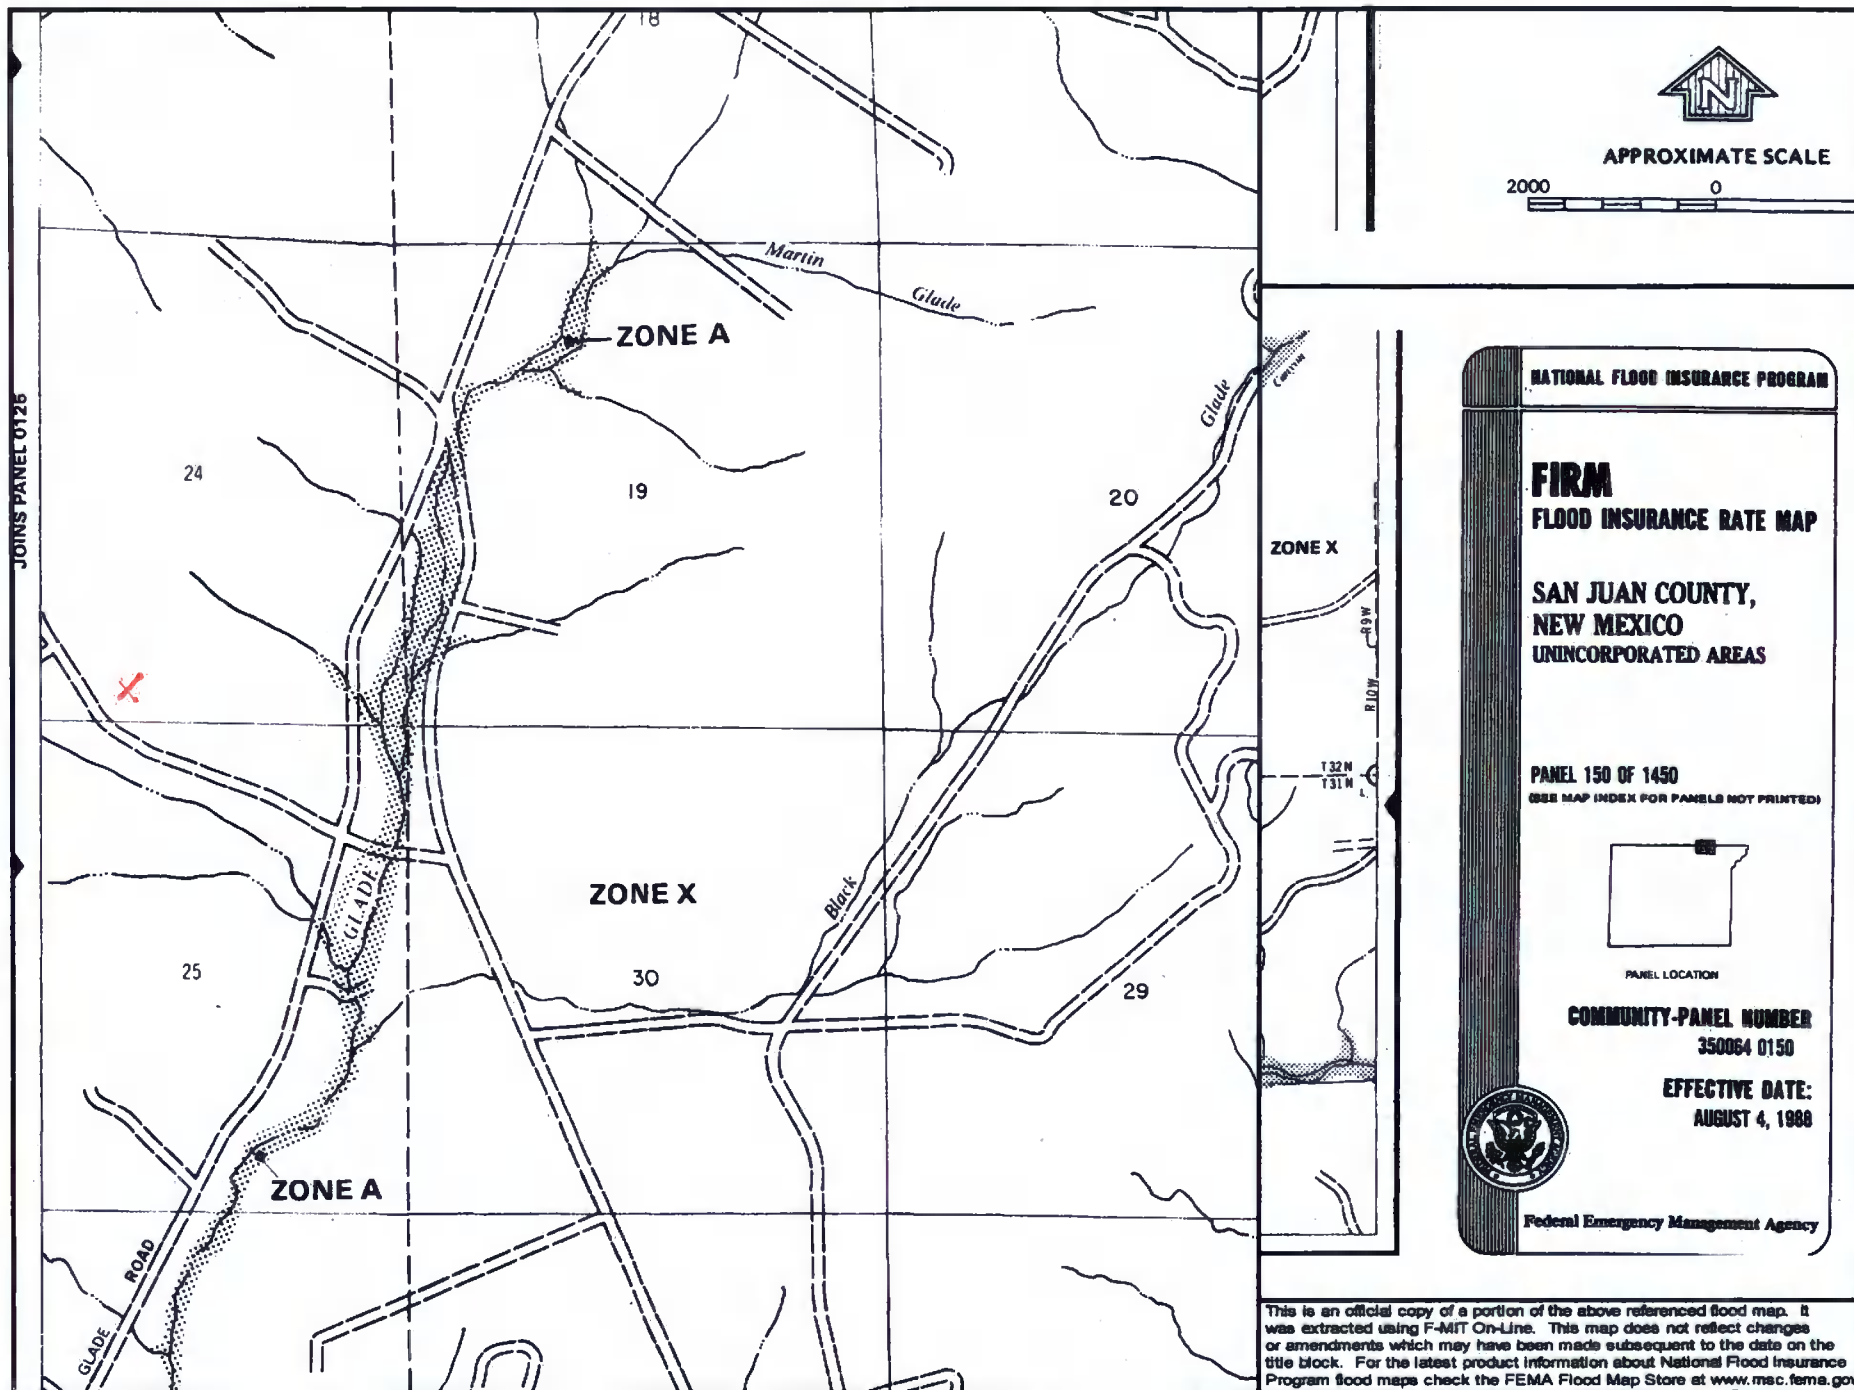 18
JOINS PANEL 0125
Martin
Glade
ZONE A
24
19
20
Glade
Black
ZONE X
GLADE
25
30
29
ZONE A
GLADE ROAD
N
APPROXIMATE SCALE
2000 0
ZONE X
R9W
R10W
T32N
T31N
NATIONAL FLOOD INSURANCE PROGRAM
FIRM
FLOOD INSURANCE RATE MAP
SAN JUAN COUNTY,
NEW MEXICO
UNINCORPORATED AREAS
PANEL 150 OF 1450
(SEE MAP INDEX FOR PANELS NOT PRINTED)
PANEL LOCATION
COMMUNITY-PANEL NUMBER
350064 0150
EFFECTIVE DATE:
AUGUST 4, 1988
Federal Emergency Management Agency
This is an official copy of a portion of the above referenced flood map. It
was extracted using F-MIT On-Line. This map does not reflect changes
or amendments which may have been made subsequent to the date on the
title block. For the latest product information about National Flood Insurance
Program flood maps check the FEMA Flood Map Store at www.msc.fema.gov